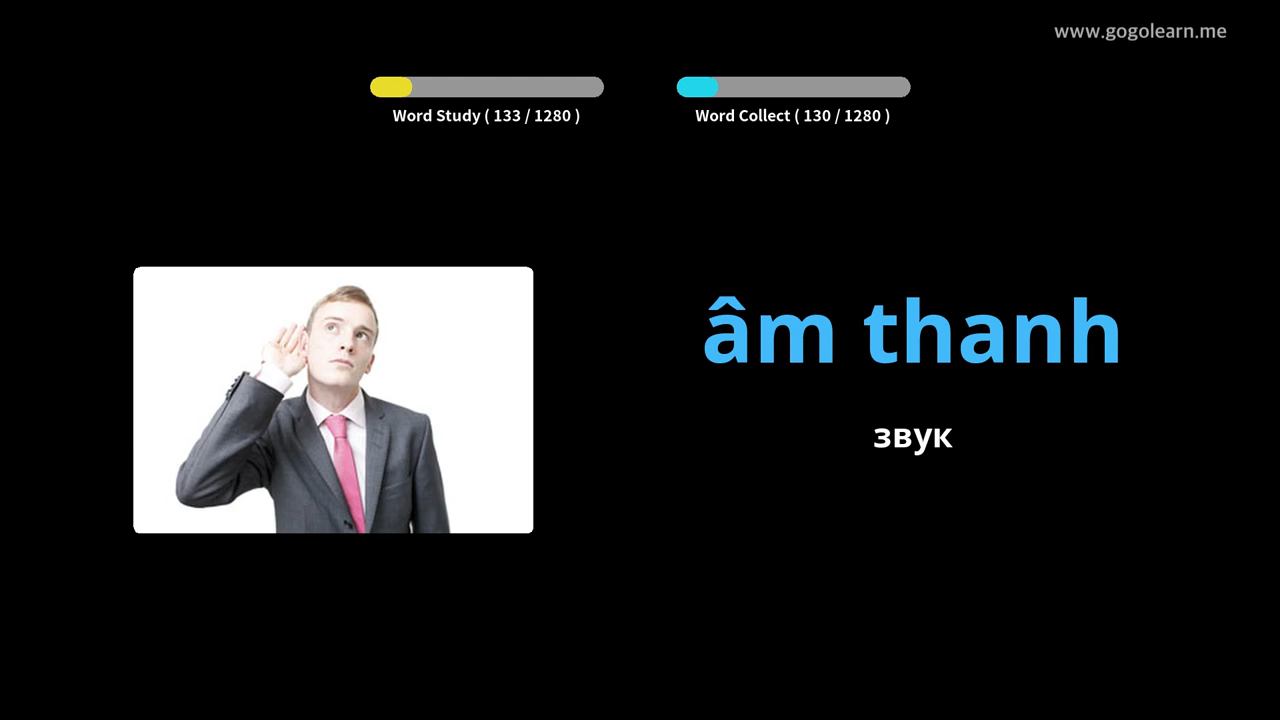 www.gogolearn.me
Word Study ( 133 / 1280 )
Word Collect ( 130 / 1280 )
âm thanh
звук